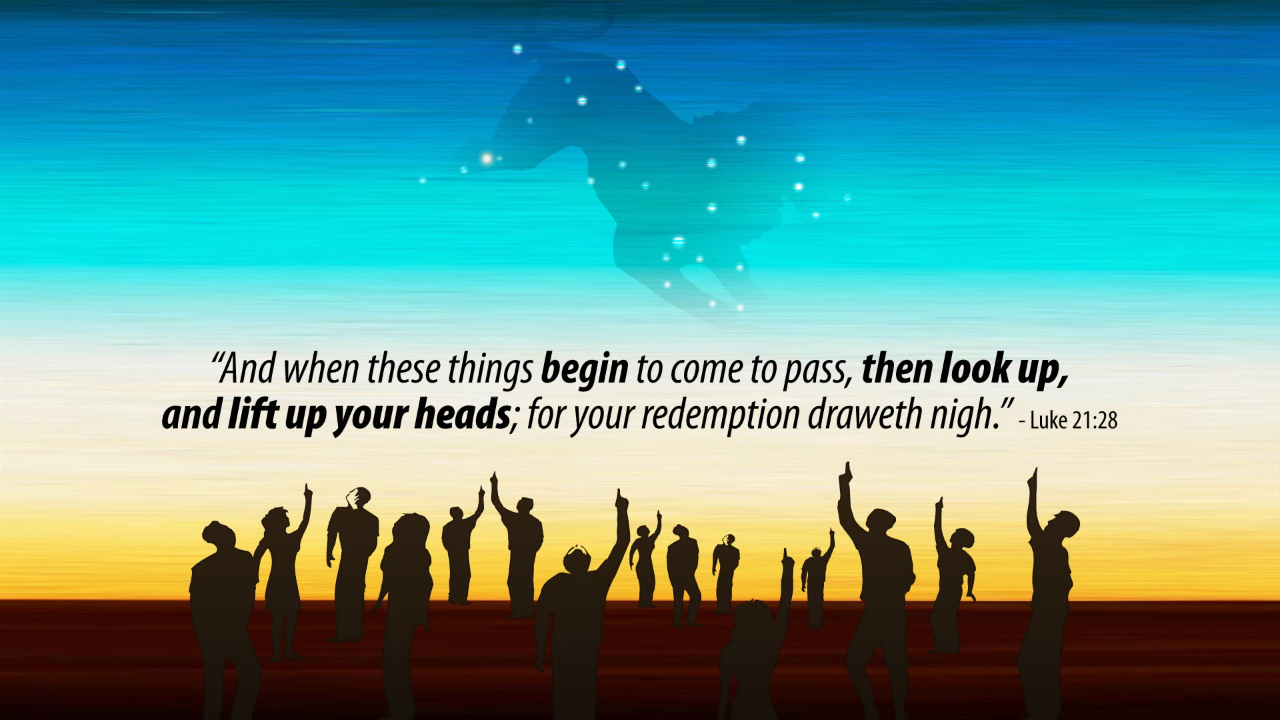 “And when these things begin to come to pass, then look up,
and lift up your heads; for your redemption draweth nigh.” - Luke 21:28